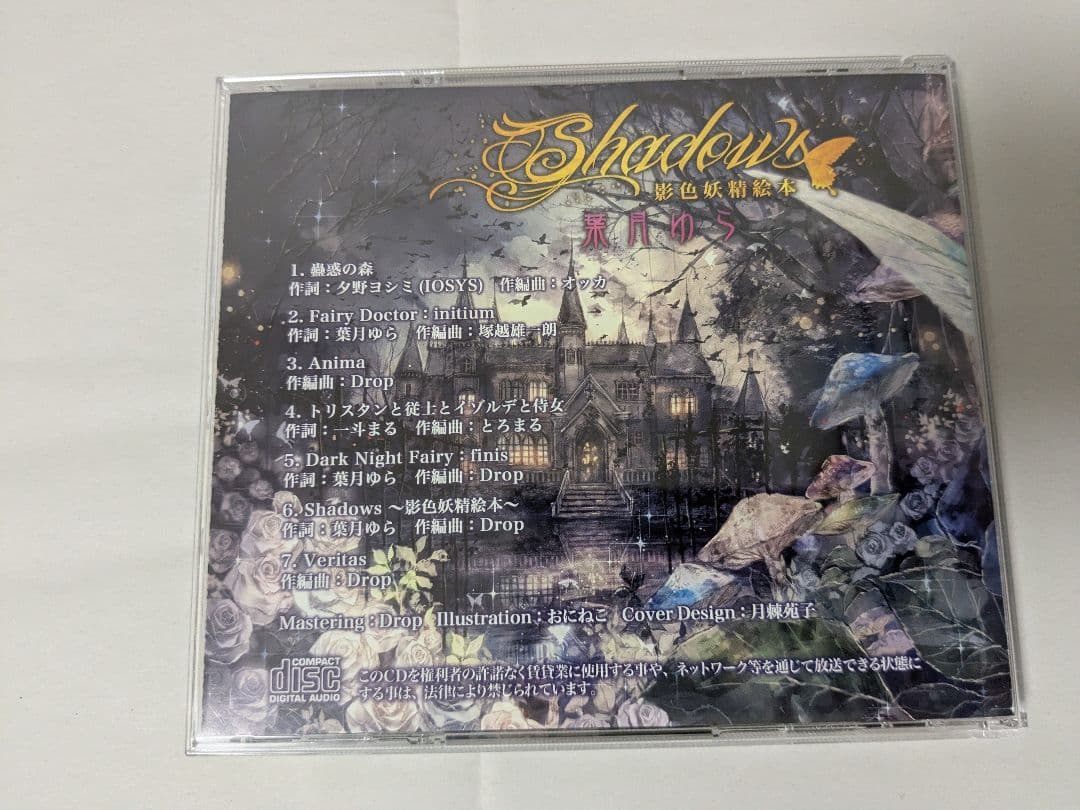 Shadows
影色妖精絵本
葉月ゆら
1. 蠱惑の森
作詞：夕野ヨシミ (IOSYS)　作編曲：オッカ
2. Fairy Doctor：initium
作詞：葉月ゆら　作編曲：塚越雄一朗
3. Anima
作編曲：Drop
4. トリスタンと従士とイゾルデと侍女
作詞：一斗まる　作編曲：とろまる
5. Dark Night Fairy：finis
作詞：葉月ゆら　作編曲：Drop
6. Shadows ～影色妖精絵本～
作詞：葉月ゆら　作編曲：Drop
7. Veritas
作編曲：Drop
Mastering：Drop　Illustration：おにねこ　Cover Design：月棘苑子
COMPACT
disc
DIGITAL AUDIO
このCDを権利者の許諾なく賃貸業に使用する事や、ネットワーク等を通じて放送できる状態に
する事は、法律により禁じられています。